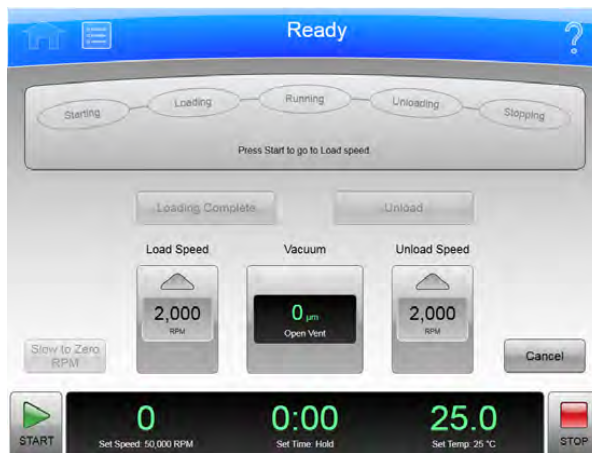 Ready
?
Starting
Loading
Running
Unloading
Stopping
Press Start to go to Load speed.
Loading Complete
Unload
Load Speed
Vacuum
Unload Speed
2,000
RPM
0 µm
Open Vent
2,000
RPM
Slow to Zero
RPM
Cancel
START
0
Set Speed: 50,000 RPM
0:00
Set Time: Hold
25.0
Set Temp: 25 °C
STOP